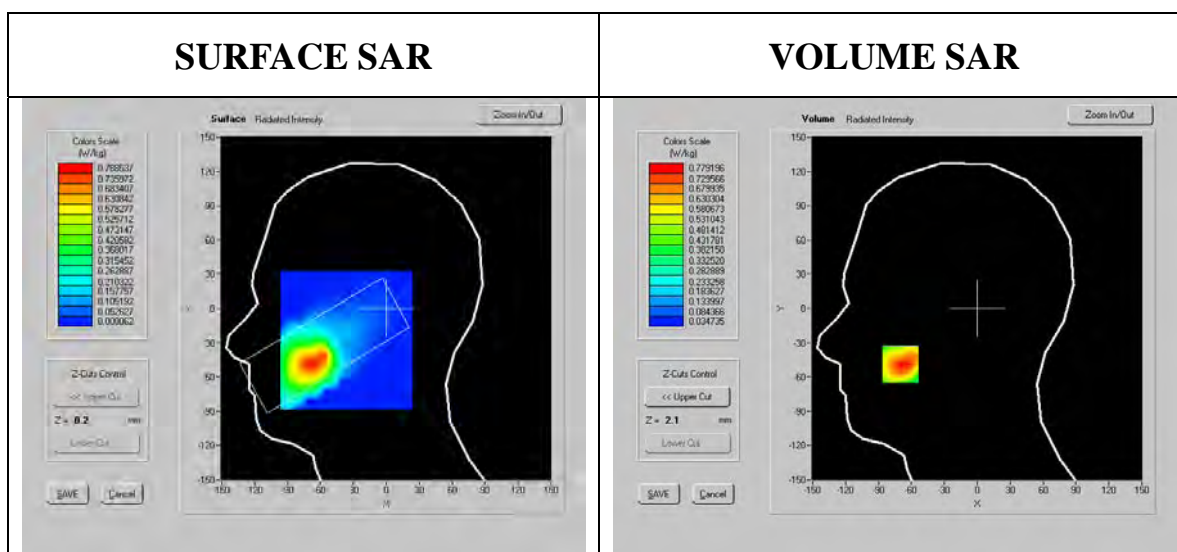 SURFACE SAR
VOLUME SAR
Surface Radiated Intensity
Zoom In/Out
Colors Scale
(W/kg)
0.788537
0.735972
0.683407
0.630842
0.578277
0.525712
0.473147
0.420582
0.368017
0.315452
0.262887
0.210322
0.157757
0.105192
0.052627
Z-Cuts Control
<< Upper Cut
Z = 0.2 mm
Lower Cut
SAVE
Cancel
150
120
60
30
0
-30
-60
-90
-120
-150
-150 -120 -90 -60 -30 0 30 60 90 120 150
X
Volume Radiated Intensity
Zoom In/Out
Colors Scale
(W/kg)
0.779196
0.729566
0.679935
0.630304
0.580673
0.531043
0.481412
0.431781
0.382150
0.332520
0.282889
0.233258
0.183627
0.133997
0.084366
0.034735
Z-Cuts Control
<< Upper Cut
Z = 2.1 mm
Lower Cut
SAVE
Cancel
150
120
60
30
0
-30
-60
-90
-120
-150
Y
-150 -120 -90 -60 -30 0 30 60 90 120 150
X